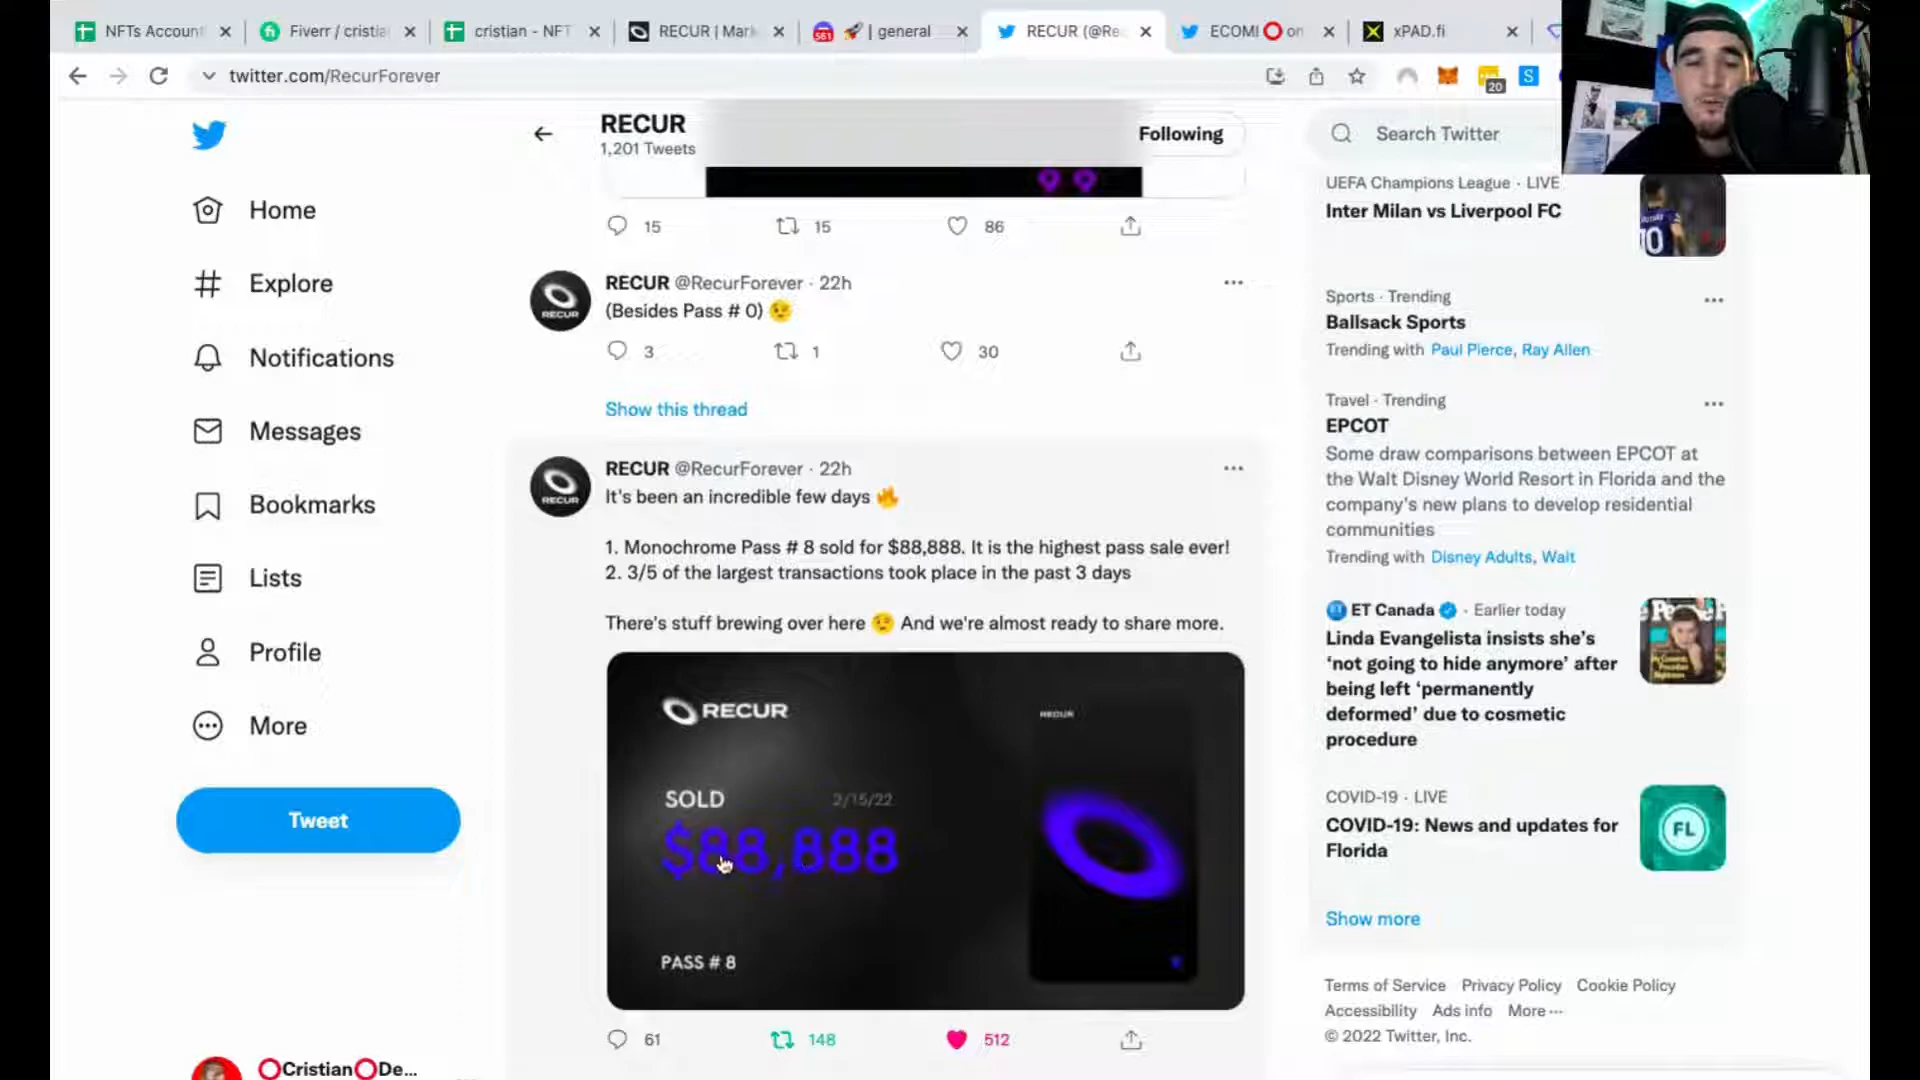 NFTs Account
Fiverr / cristia
cristian - NFT
RECUR | Mark
561
| general
RECUR (@Re
ECOMI on
xPAD.fi
twitter.com/RecurForever
20
S
RECUR
1,201 Tweets
Following
Search Twitter
Home
Explore
Notifications
Messages
Bookmarks
Lists
Profile
More
Tweet
Cristian De...
15
15
86
RECUR @RecurForever · 22h
(Besides Pass # 0) 😉
3
1
30
Show this thread
RECUR @RecurForever · 22h
It's been an incredible few days 🔥
1. Monochrome Pass # 8 sold for $88,888. It is the highest pass sale ever!
2. 3/5 of the largest transactions took place in the past 3 days
There's stuff brewing over here 😉 And we're almost ready to share more.
RECUR
RECUR
SOLD
2/15/22
$88,888
PASS # 8
61
148
512
UEFA Champions League · LIVE
Inter Milan vs Liverpool FC
10
Sports · Trending
Ballsack Sports
Trending with Paul Pierce, Ray Allen
Travel · Trending
EPCOT
Some draw comparisons between EPCOT at
the Walt Disney World Resort in Florida and the
company's new plans to develop residential
communities
Trending with Disney Adults, Walt
ET Canada · Earlier today
Linda Evangelista insists she's
'not going to hide anymore' after
being left 'permanently
deformed' due to cosmetic
procedure
COVID-19 · LIVE
COVID-19: News and updates for
Florida
FL
Show more
Terms of Service Privacy Policy Cookie Policy
Accessibility Ads info More ···
© 2022 Twitter, Inc.